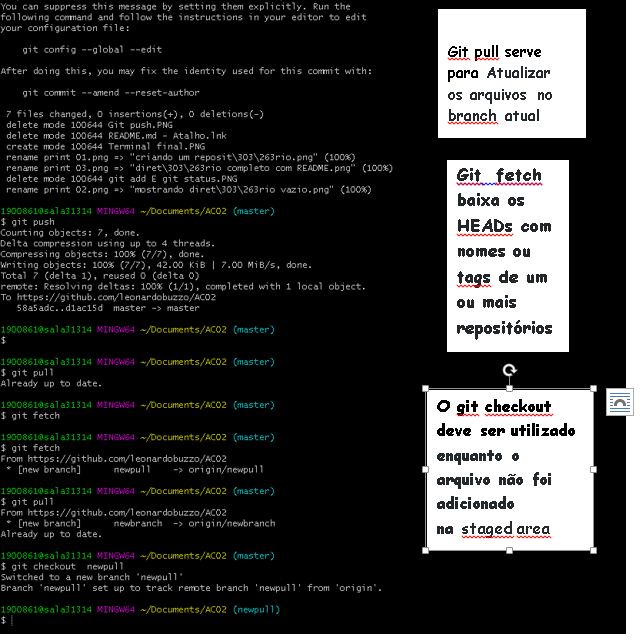 You can suppress this message by setting them explicitly. Run the
following command and follow the instructions in your editor to edit
your configuration file:
git config --global --edit
After doing this, you may fix the identity used for this commit with:
git commit --amend --reset-author
7 files changed, 0 insertions(+), 0 deletions(-)
delete mode 100644 Git push.PNG
delete mode 100644 README.md - Atalho.lnk
create mode 100644 Terminal final.PNG
rename print 01.png => "criando um reposit\303\263rio.png" (100%)
rename print 03.png => "diret\303\263rio completo com README.png" (100%)
delete mode 100644 git add E git status.PNG
rename print 02.png => "mostrando diret\303\263rio vazio.png" (100%)
19008610@sala31314 MINGW64 ~/Documents/AC02 (master)
$ git push
Counting objects: 7, done.
Delta compression using up to 4 threads.
Compressing objects: 100% (7/7), done.
Writing objects: 100% (7/7), 42.00 KiB | 7.00 MiB/s, done.
Total 7 (delta 1), reused 0 (delta 0)
remote: Resolving deltas: 100% (1/1), completed with 1 local object.
To https://github.com/leonardobuzzo/AC02
58a5adc..d1ac15d  master -> master
19008610@sala31314 MINGW64 ~/Documents/AC02 (master)
$
19008610@sala31314 MINGW64 ~/Documents/AC02 (master)
$ git pull
Already up to date.
19008610@sala31314 MINGW64 ~/Documents/AC02 (master)
$ git fetch
19008610@sala31314 MINGW64 ~/Documents/AC02 (master)
$ git fetch
From https://github.com/leonardobuzzo/AC02
* [new branch]      newpull    -> origin/newpull
19008610@sala31314 MINGW64 ~/Documents/AC02 (master)
$ git pull
From https://github.com/leonardobuzzo/AC02
* [new branch]      newbranch  -> origin/newbranch
Already up to date.
19008610@sala31314 MINGW64 ~/Documents/AC02 (master)
$ git checkout  newpull
Switched to a new branch 'newpull'
Branch 'newpull' set up to track remote branch 'newpull' from 'origin'.
19008610@sala31314 MINGW64 ~/Documents/AC02 (newpull)
$
Git pull serve
para Atualizar
os arquivos no
branch atual
Git fetch
baixa os
HEADs com
nomes ou
tags de um
ou mais
repositórios
O git checkout
deve ser utilizado
enquanto o
arquivo não foi
adicionado
na staged area